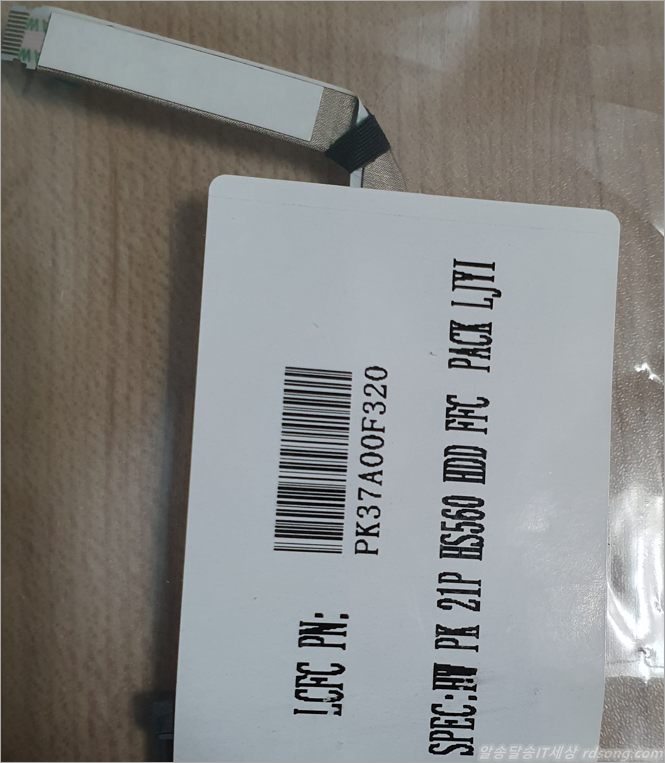 LCFC PN:
PK37A00F320
SPEC:HW PK 21P HS560 HDD FFC PACK LJYI
알송달송IT세상 rdsong.com